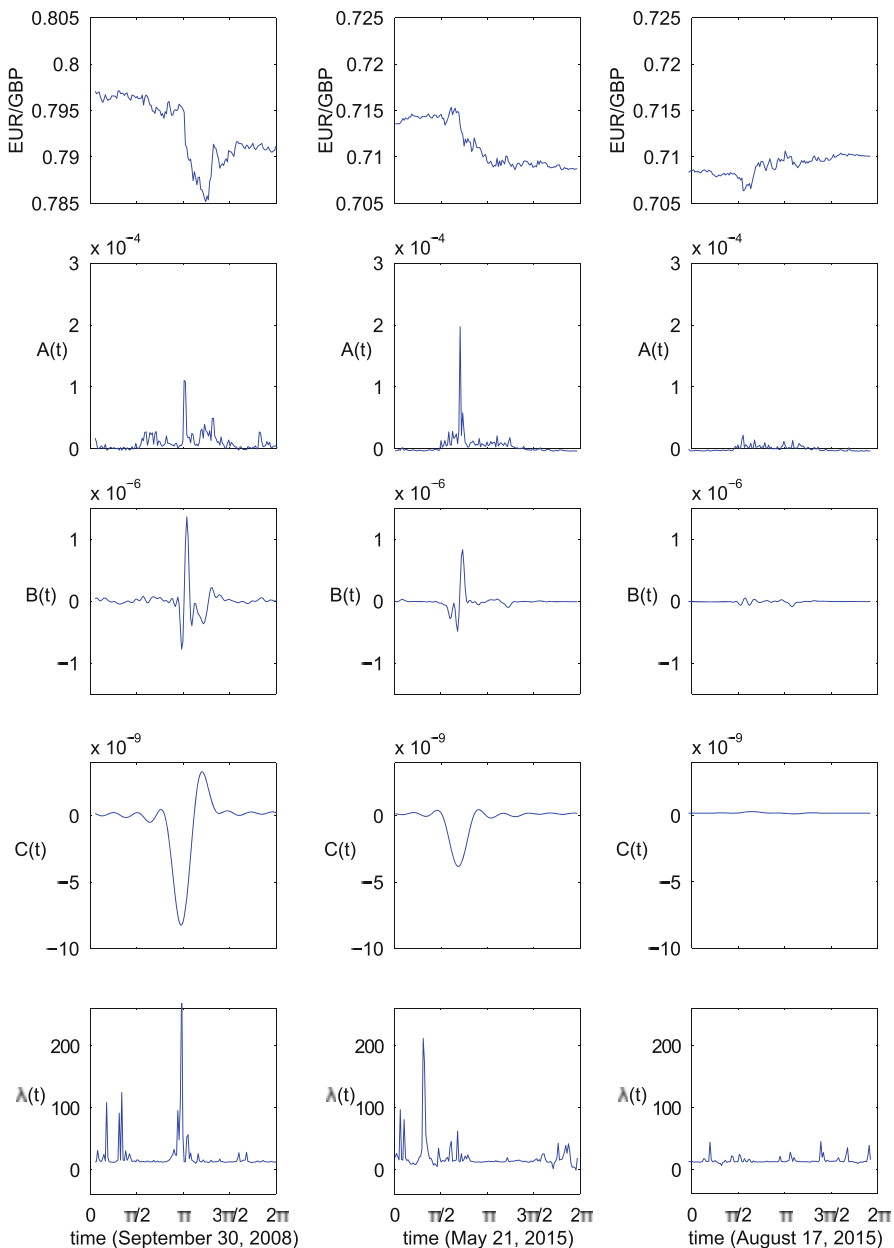 0.805
0.8
0.795
0.79
0.785
EUR/GBP
0.725
0.72
0.715
0.71
0.705
EUR/GBP
0.725
0.72
0.715
0.71
0.705
EUR/GBP
x 10⁻⁴
3
2
1
0
A(t)
x 10⁻⁴
3
2
1
0
A(t)
x 10⁻⁴
3
2
1
0
A(t)
x 10⁻⁶
1
0
−1
B(t)
x 10⁻⁶
1
0
−1
B(t)
x 10⁻⁶
1
0
−1
B(t)
x 10⁻⁹
0
−5
−10
C(t)
x 10⁻⁹
0
−5
−10
C(t)
x 10⁻⁹
0
−5
−10
C(t)
200
100
0
λ(t)
0 π/2 π 3π/2 2π
time (September 30, 2008)
200
100
0
λ(t)
0 π/2 π 3π/2 2π
time (May 21, 2015)
200
100
0
λ(t)
0 π/2 π 3π/2 2π
time (August 17, 2015)